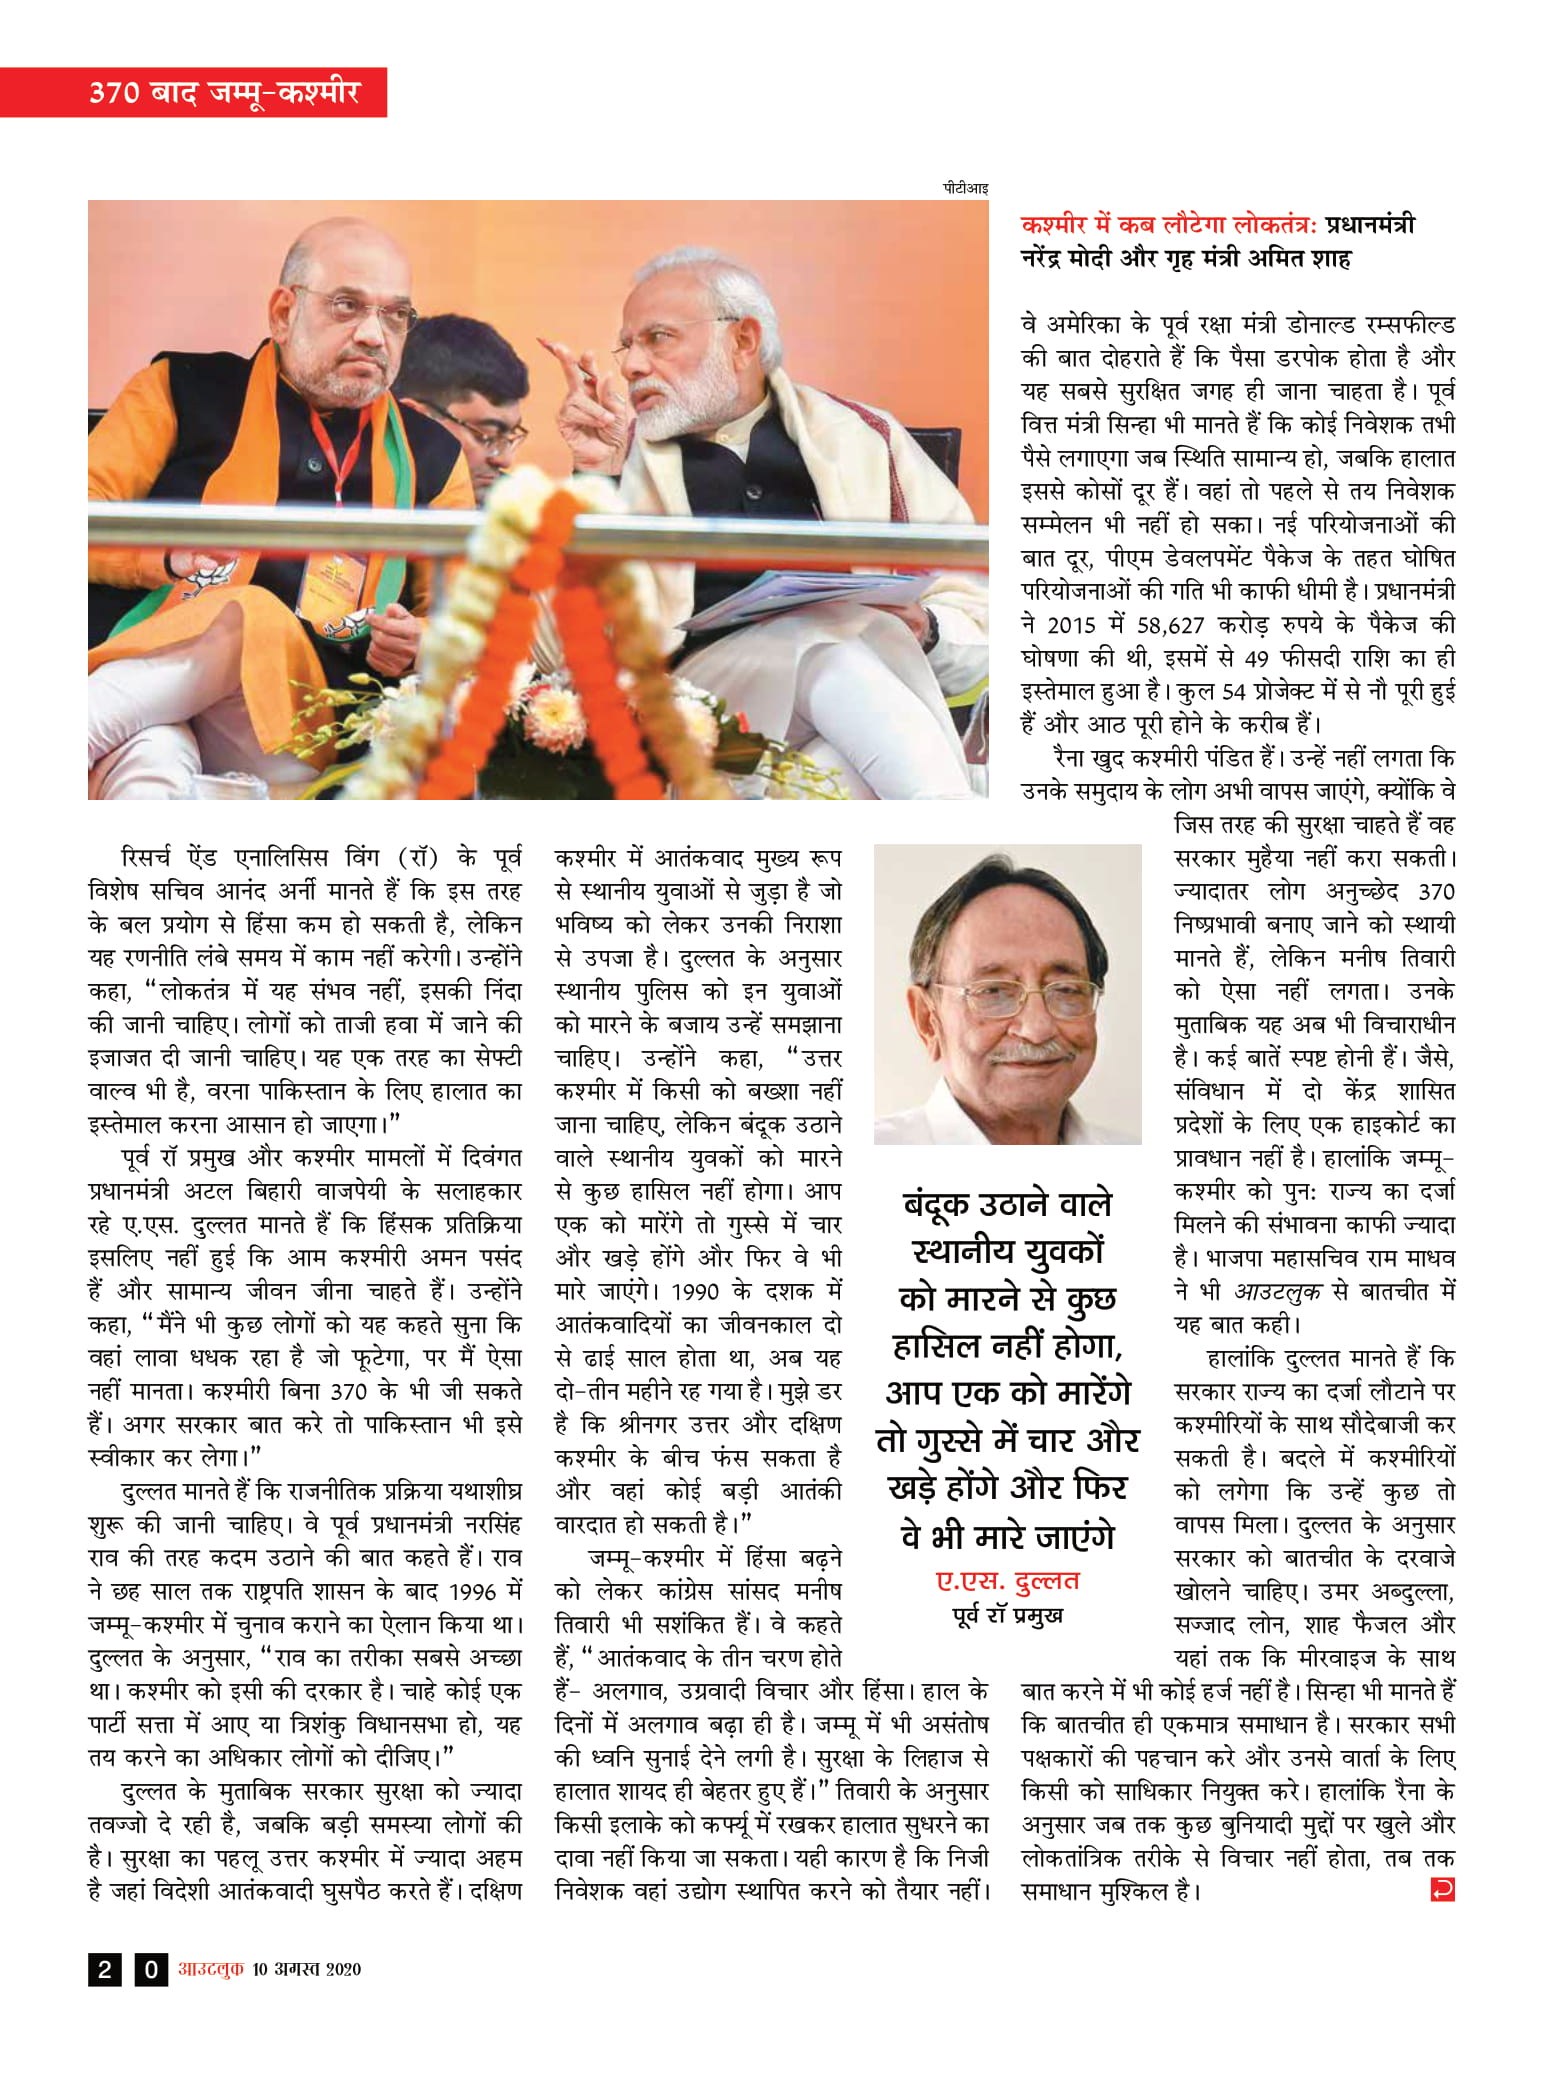 370 बाद जम्मू-कश्मीर
पीटीआइ
कश्मीर में कब लौटेगा लोकतंत्र: प्रधानमंत्री
नरेंद्र मोदी और गृह मंत्री अमित शाह
रिसर्च ऐंड एनालिसिस विंग (रॉ) के पूर्व
विशेष सचिव आनंद अर्नी मानते हैं कि इस तरह
के बल प्रयोग से हिंसा कम हो सकती है, लेकिन
यह रणनीति लंबे समय में काम नहीं करेगी। उन्होंने
कहा, “लोकतंत्र में यह संभव नहीं, इसकी निंदा
की जानी चाहिए। लोगों को ताजी हवा में जाने की
इजाजत दी जानी चाहिए। यह एक तरह का सेफ्टी
वाल्व भी है, वरना पाकिस्तान के लिए हालात का
इस्तेमाल करना आसान हो जाएगा।”
पूर्व रॉ प्रमुख और कश्मीर मामलों में दिवंगत
प्रधानमंत्री अटल बिहारी वाजपेयी के सलाहकार
रहे ए.एस. दुल्लत मानते हैं कि हिंसक प्रतिक्रिया
इसलिए नहीं हुई कि आम कश्मीरी अमन पसंद
हैं और सामान्य जीवन जीना चाहते हैं। उन्होंने
कहा, “मैंने भी कुछ लोगों को यह कहते सुना कि
वहां लावा धधक रहा है जो फूटेगा, पर मैं ऐसा
नहीं मानता। कश्मीरी बिना 370 के भी जी सकते
हैं। अगर सरकार बात करे तो पाकिस्तान भी इसे
स्वीकार कर लेगा।”
दुल्लत मानते हैं कि राजनीतिक प्रक्रिया यथाशीघ्र
शुरू की जानी चाहिए। वे पूर्व प्रधानमंत्री नरसिंह
राव की तरह कदम उठाने की बात कहते हैं। राव
ने छह साल तक राष्ट्रपति शासन के बाद 1996 में
जम्मू-कश्मीर में चुनाव कराने का ऐलान किया था।
दुल्लत के अनुसार, “राव का तरीका सबसे अच्छा
था। कश्मीर को इसी की दरकार है। चाहे कोई एक
पार्टी सत्ता में आए या त्रिशंकु विधानसभा हो, यह
तय करने का अधिकार लोगों को दीजिए।”
दुल्लत के मुताबिक सरकार सुरक्षा को ज्यादा
तवज्जो दे रही है, जबकि बड़ी समस्या लोगों की
है। सुरक्षा का पहलू उत्तर कश्मीर में ज्यादा अहम
है जहां विदेशी आतंकवादी घुसपैठ करते हैं। दक्षिण
कश्मीर में आतंकवाद मुख्य रूप
से स्थानीय युवाओं से जुड़ा है जो
भविष्य को लेकर उनकी निराशा
से उपजा है। दुल्लत के अनुसार
स्थानीय पुलिस को इन युवाओं
को मारने के बजाय उन्हें समझाना
चाहिए। उन्होंने कहा, “उत्तर
कश्मीर में किसी को बख्शा नहीं
जाना चाहिए, लेकिन बंदूक उठाने
वाले स्थानीय युवकों को मारने
से कुछ हासिल नहीं होगा। आप
एक को मारेंगे तो गुस्से में चार
और खड़े होंगे और फिर वे भी
मारे जाएंगे। 1990 के दशक में
आतंकवादियों का जीवनकाल दो
से ढाई साल होता था, अब यह
दो-तीन महीने रह गया है। मुझे डर
है कि श्रीनगर उत्तर और दक्षिण
कश्मीर के बीच फंस सकता है
और वहां कोई बड़ी आतंकी
वारदात हो सकती है।”
जम्मू-कश्मीर में हिंसा बढ़ने
को लेकर कांग्रेस सांसद मनीष
तिवारी भी सशंकित हैं। वे कहते
हैं, “आतंकवाद के तीन चरण होते
हैं- अलगाव, उग्रवादी विचार और हिंसा। हाल के
दिनों में अलगाव बढ़ा ही है। जम्मू में भी असंतोष
की ध्वनि सुनाई देने लगी है। सुरक्षा के लिहाज से
हालात शायद ही बेहतर हुए हैं।” तिवारी के अनुसार
किसी इलाके को कर्फ्यू में रखकर हालात सुधरने का
दावा नहीं किया जा सकता। यही कारण है कि निजी
निवेशक वहां उद्योग स्थापित करने को तैयार नहीं।
बंदूक उठाने वाले
स्थानीय युवकों
को मारने से कुछ
हासिल नहीं होगा,
आप एक को मारेंगे
तो गुस्से में चार और
खड़े होंगे और फिर
वे भी मारे जाएंगे
ए.एस. दुल्लत
पूर्व रॉ प्रमुख
वे अमेरिका के पूर्व रक्षा मंत्री डोनाल्ड रम्सफील्ड
की बात दोहराते हैं कि पैसा डरपोक होता है और
यह सबसे सुरक्षित जगह ही जाना चाहता है। पूर्व
वित्त मंत्री सिन्हा भी मानते हैं कि कोई निवेशक तभी
पैसे लगाएगा जब स्थिति सामान्य हो, जबकि हालात
इससे कोसों दूर हैं। वहां तो पहले से तय निवेशक
सम्मेलन भी नहीं हो सका। नई परियोजनाओं की
बात दूर, पीएम डेवलपमेंट पैकेज के तहत घोषित
परियोजनाओं की गति भी काफी धीमी है। प्रधानमंत्री
ने 2015 में 58,627 करोड़ रुपये के पैकेज की
घोषणा की थी, इसमें से 49 फीसदी राशि का ही
इस्तेमाल हुआ है। कुल 54 प्रोजेक्ट में से नौ पूरी हुई
हैं और आठ पूरी होने के करीब हैं।
रैना खुद कश्मीरी पंडित हैं। उन्हें नहीं लगता कि
उनके समुदाय के लोग अभी वापस जाएंगे, क्योंकि वे
जिस तरह की सुरक्षा चाहते हैं वह
सरकार मुहैया नहीं करा सकती।
ज्यादातर लोग अनुच्छेद 370
निष्प्रभावी बनाए जाने को स्थायी
मानते हैं, लेकिन मनीष तिवारी
को ऐसा नहीं लगता। उनके
मुताबिक यह अब भी विचाराधीन
है। कई बातें स्पष्ट होनी हैं। जैसे,
संविधान में दो केंद्र शासित
प्रदेशों के लिए एक हाइकोर्ट का
प्रावधान नहीं है। हालांकि जम्मू-
कश्मीर को पुन: राज्य का दर्जा
मिलने की संभावना काफी ज्यादा
है। भाजपा महासचिव राम माधव
ने भी आउटलुक से बातचीत में
यह बात कही।
हालांकि दुल्लत मानते हैं कि
सरकार राज्य का दर्जा लौटाने पर
कश्मीरियों के साथ सौदेबाजी कर
सकती है। बदले में कश्मीरियों
को लगेगा कि उन्हें कुछ तो
वापस मिला। दुल्लत के अनुसार
सरकार को बातचीत के दरवाजे
खोलने चाहिए। उमर अब्दुल्ला,
सज्जाद लोन, शाह फैजल और
यहां तक कि मीरवाइज के साथ
बात करने में भी कोई हर्ज नहीं है। सिन्हा भी मानते हैं
कि बातचीत ही एकमात्र समाधान है। सरकार सभी
पक्षकारों की पहचान करे और उनसे वार्ता के लिए
किसी को साधिकार नियुक्त करे। हालांकि रैना के
अनुसार जब तक कुछ बुनियादी मुद्दों पर खुले और
लोकतांत्रिक तरीके से विचार नहीं होता, तब तक
समाधान मुश्किल है।
20 आउटलुक 10 अगस्त 2020